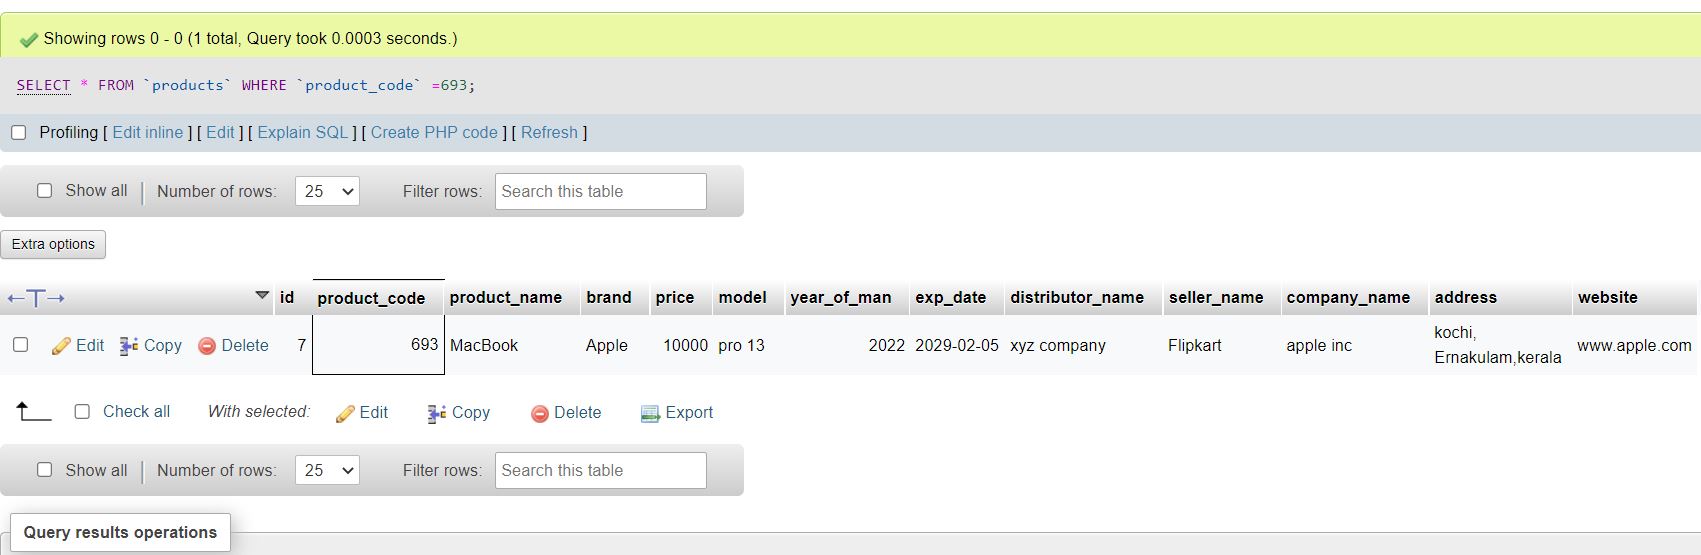 Showing rows 0 - 0 (1 total, Query took 0.0003 seconds.)
SELECT * FROM `products` WHERE `product_code` =693;
Profiling [ Edit inline ] [ Edit ] [ Explain SQL ] [ Create PHP code ] [ Refresh ]
Show all Number of rows: 25 Filter rows: Search this table
Extra options
id product_code product_name brand price model year_of_man exp_date distributor_name seller_name company_name address website
Edit Copy Delete 7 693 MacBook Apple 10000 pro 13 2022 2029-02-05 xyz company Flipkart apple inc kochi, www.apple.com
Ernakulam,kerala
Check all With selected: Edit Copy Delete Export
Show all Number of rows: 25 Filter rows: Search this table
Query results operations